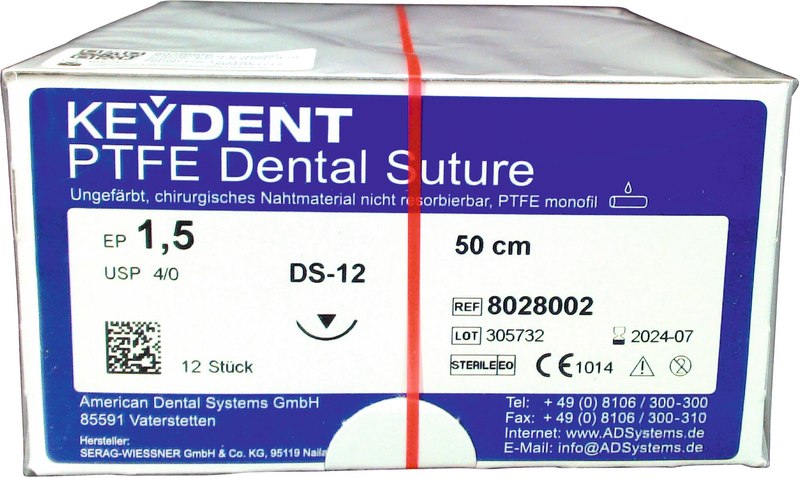 KEYDENT
PTFE Dental Suture
Ungefärbt, chirurgisches Nahtmaterial nicht resorbierbar, PTFE monofil
EP 1,5
USP 4/0
DS-12
50 cm
REF 8028002
LOT 305732
2024-07
12 Stück
STERILE EO
CE 1014
American Dental Systems GmbH
85591 Vaterstetten
Hersteller:
SERAG-WIESSNER GmbH & Co. KG, 95119 Naila
Tel: + 49 (0) 8106 / 300-300
Fax: + 49 (0) 8106 / 300-310
Internet: www.ADSystems.de
E-Mail: info@ADSystems.de